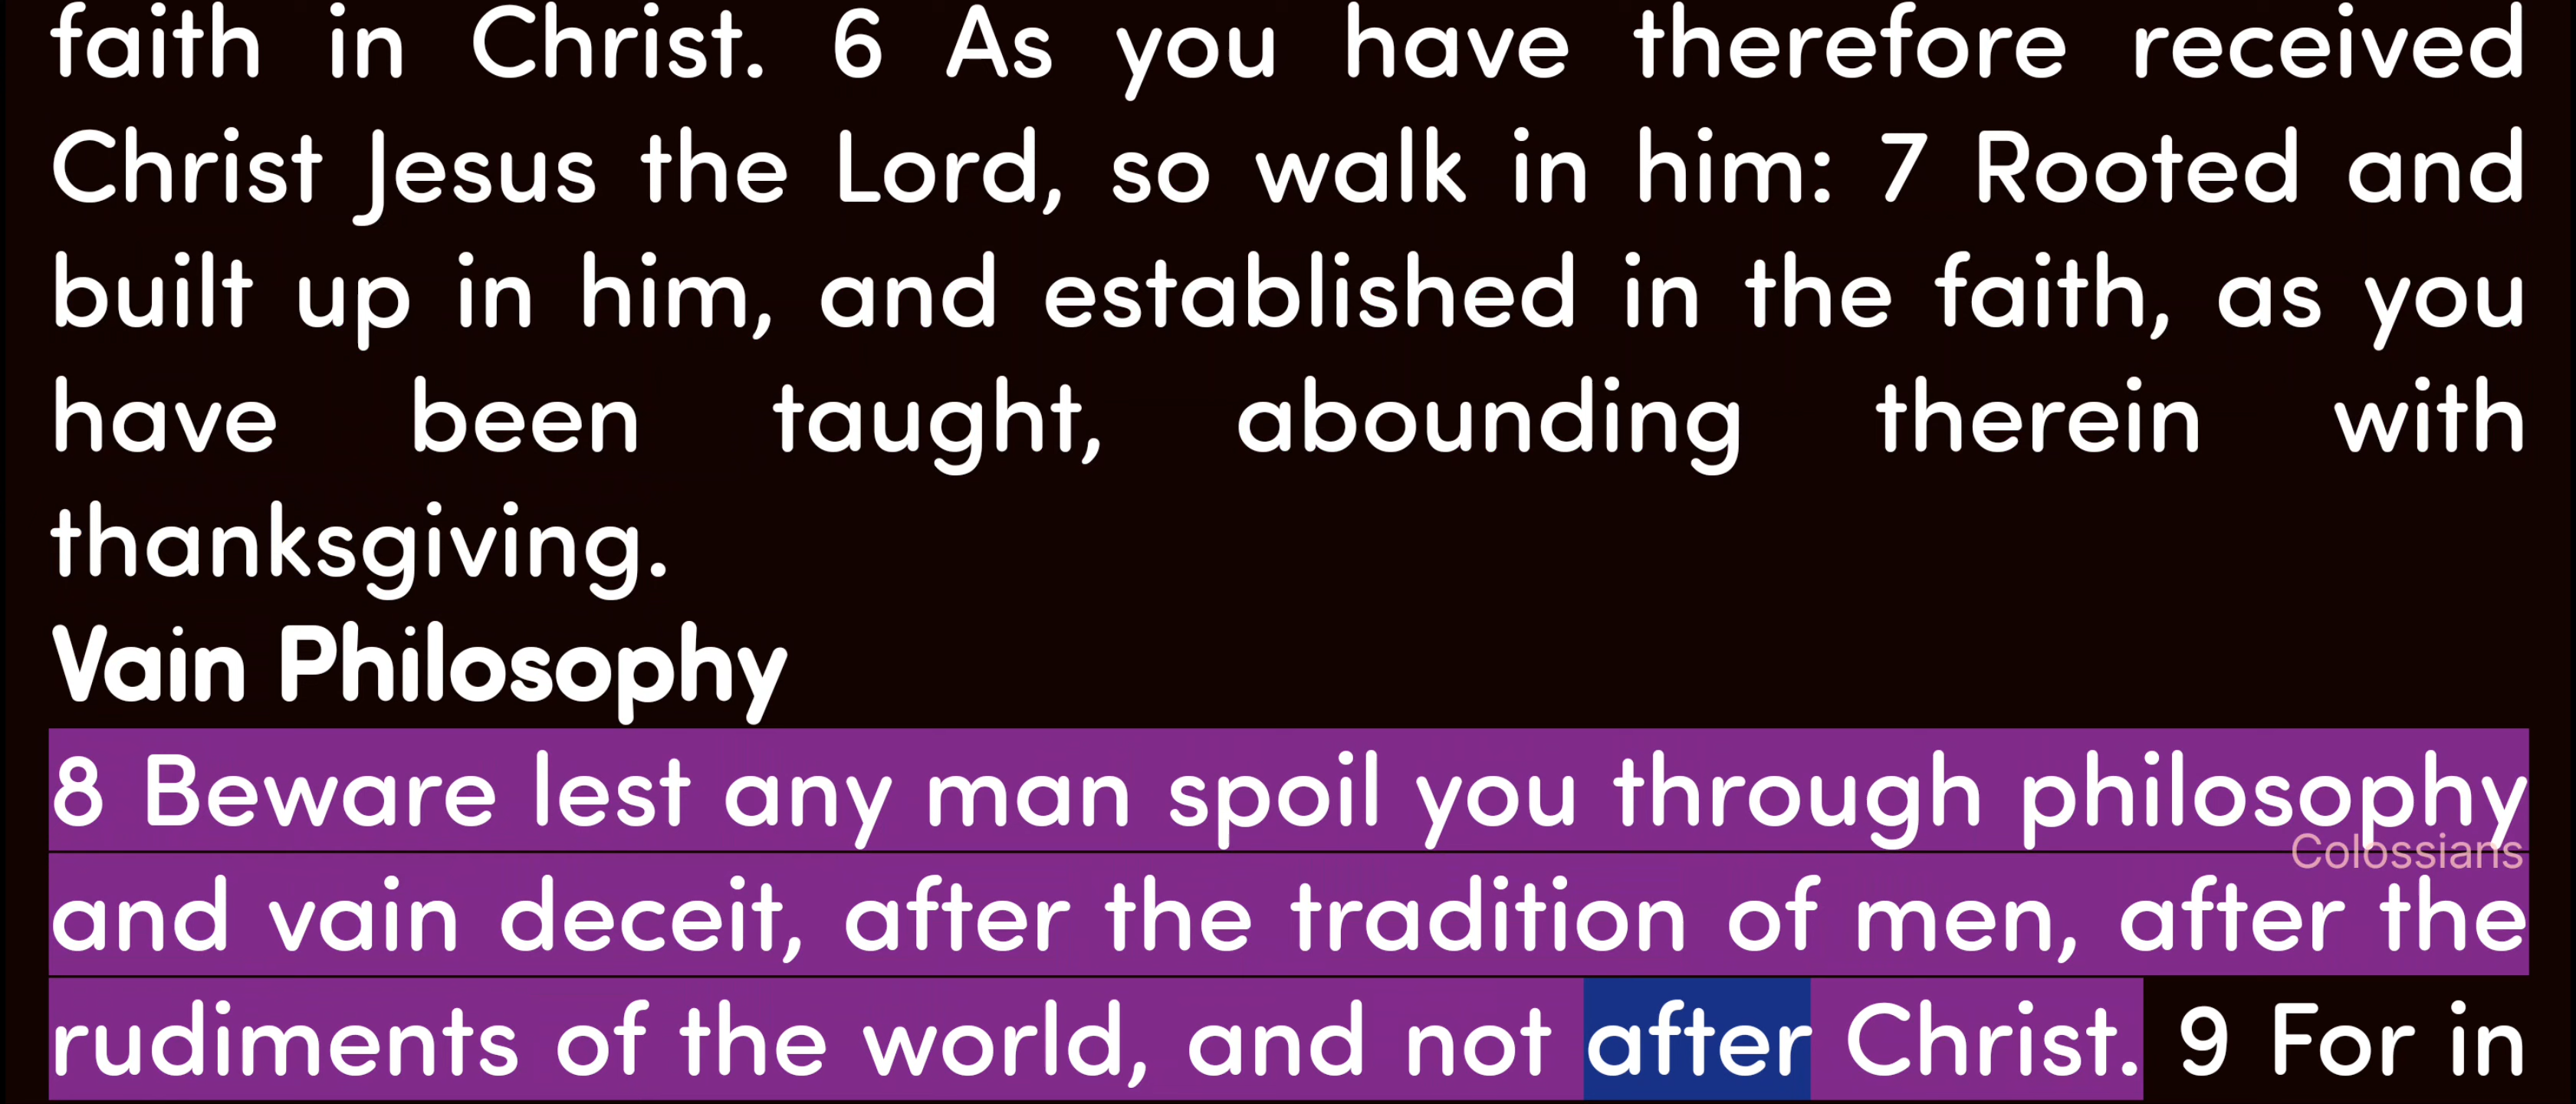 faith in Christ. 6 As you have therefore received
Christ Jesus the Lord, so walk in him: 7 Rooted and
built up in him, and established in the faith, as you
have been taught, abounding therein with
thanksgiving.
Vain Philosophy
8 Beware lest any man spoil you through philosophy
Colossians
and vain deceit, after the tradition of men, after the
rudiments of the world, and not after Christ. 9 For in